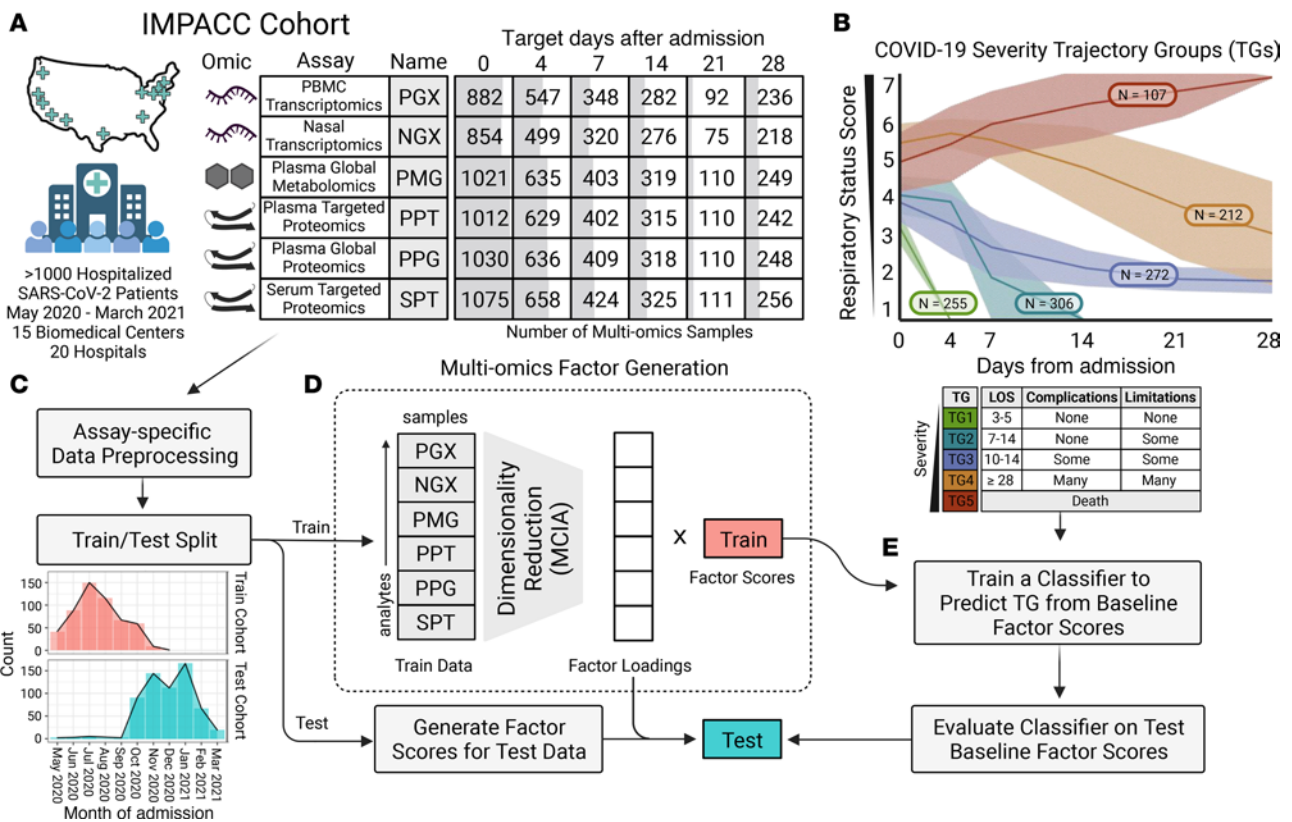 A
IMPACC Cohort
Target days after admission
Omic Assay Name 0 4 7 14 21 28
PBMC
Transcriptomics PGX 882 547 348 282 92 236
Nasal
Transcriptomics NGX 854 499 320 276 75 218
Plasma Global
Metabolomics PMG 1021 635 403 319 110 249
Plasma Targeted
Proteomics PPT 1012 629 402 315 110 242
Plasma Global
Proteomics PPG 1030 636 409 318 110 248
Serum Targeted
Proteomics SPT 1075 658 424 325 111 256
Number of Multi-omics Samples
>1000 Hospitalized
SARS-CoV-2 Patients
May 2020 - March 2021
15 Biomedical Centers
20 Hospitals
B
COVID-19 Severity Trajectory Groups (TGs)
Respiratory Status Score
7
6
5
4
3
2
1
N = 107
N = 212
N = 272
N = 255
N = 306
0 4 7 14 21 28
Days from admission
Severity
TG LOS Complications Limitations
TG1 3-5 None None
TG2 7-14 None Some
TG3 10-14 Some Some
TG4 ≥ 28 Many Many
TG5 Death
C
Assay-specific
Data Preprocessing
Train/Test Split
Train
Test
Count
150
100
50
0
Train Cohort
150
100
50
0
Test Cohort
May 2020
Jun 2020
Jul 2020
Aug 2020
Sep 2020
Oct 2020
Nov 2020
Dec 2020
Jan 2021
Feb 2021
Mar 2021
Month of admission
D
Multi-omics Factor Generation
samples
analytes
PGX
NGX
PMG
PPT
PPG
SPT
Train Data
Dimensionality
Reduction
(MCIA)
Factor Loadings
x
Train
Factor Scores
Generate Factor
Scores for Test Data
Test
E
Train a Classifier to
Predict TG from Baseline
Factor Scores
Evaluate Classifier on Test
Baseline Factor Scores